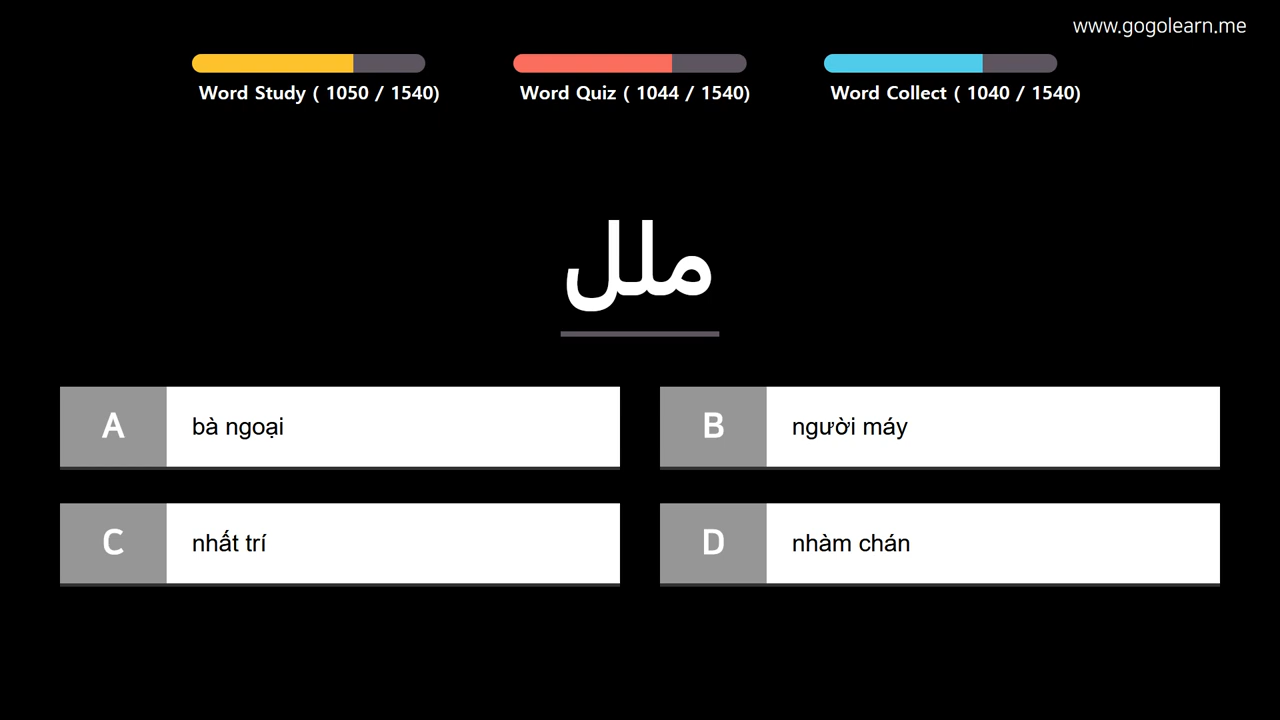 www.gogolearn.me
Word Study ( 1050 / 1540)
Word Quiz ( 1044 / 1540)
Word Collect ( 1040 / 1540)
ملل
A bà ngoại
B người máy
C nhất trí
D nhàm chán